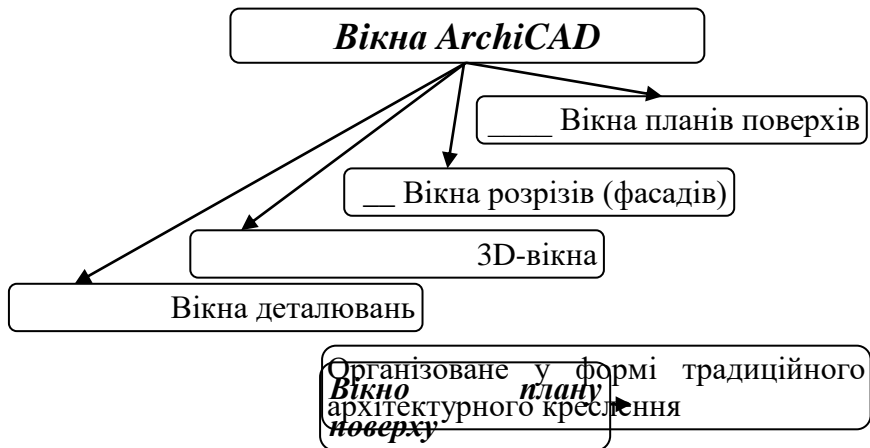 Вікна ArchiCAD
____ Вікна планів поверхів
__ Вікна розрізів (фасадів)
3D-вікна
Вікна деталювань
Організоване у формі традиційного
архітектурного креслення
Вікно плану
поверху